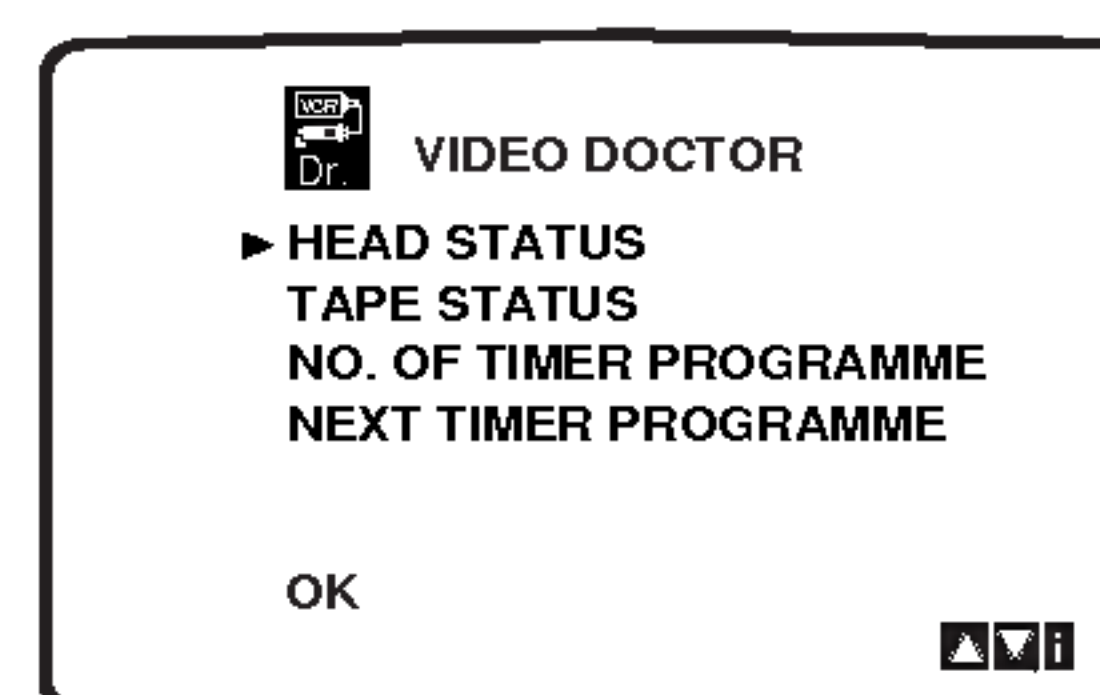 VCR
Dr.
VIDEO DOCTOR
HEAD STATUS
TAPE STATUS
NO. OF TIMER PROGRAMME
NEXT TIMER PROGRAMME
OK
i